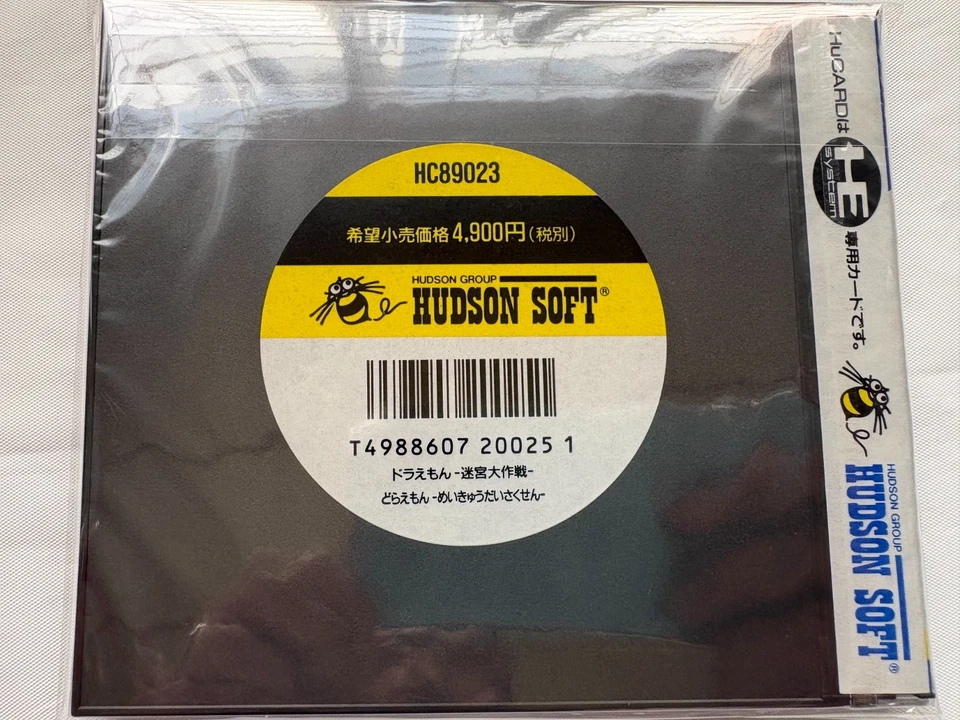 HC89023
希望小売価格4,900円(税別)
HUDSON GROUP
HUDSON SOFT®
T4988607 20025 1
ドラえもん -迷宮大作戦-
どらえもん -めいきゅうだいさくせん-
HuCARDは HE system 専用カードです。
HUDSON GROUP
HUDSON SOFT®